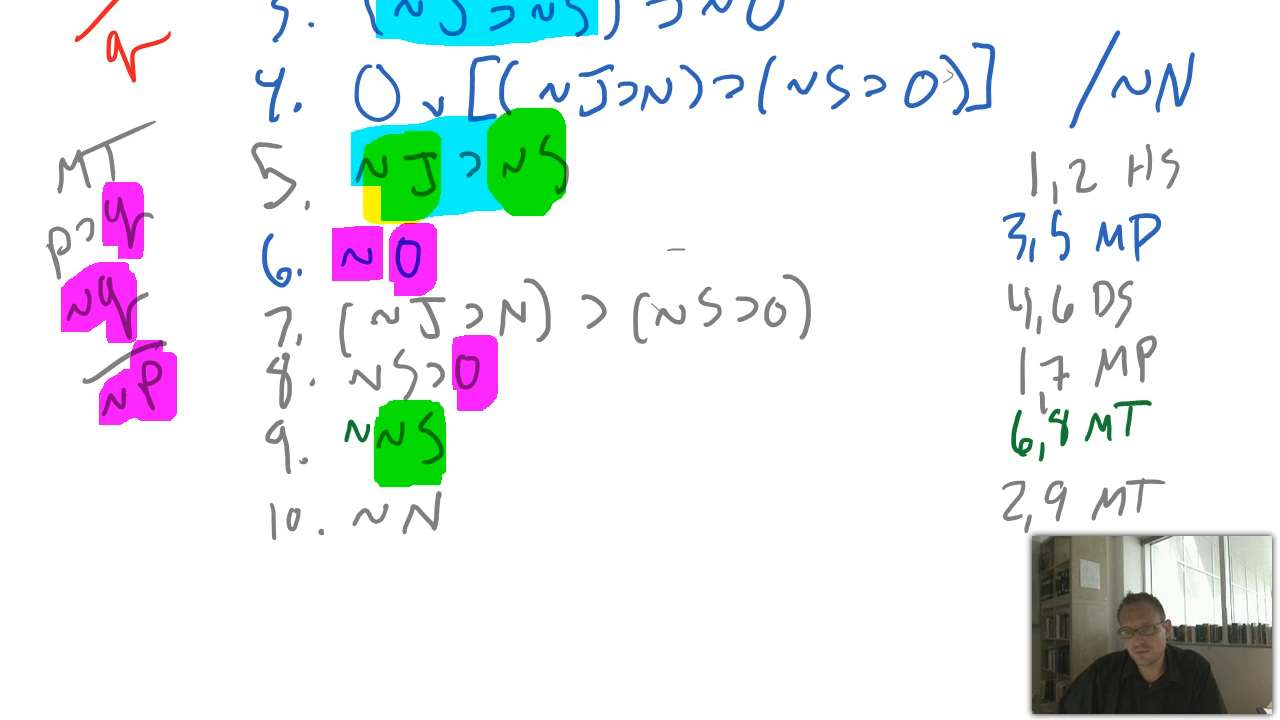 q
3. (~J ⊃ ~S) ⊃ ~O
4. O v [(~J ⊃ N) ⊃ (~S ⊃ O)] / ~N
MT
p ⊃ q
~q
~p
5. ~J ⊃ ~S 1,2 HS
6. ~O 3,5 MP
7. (~J ⊃ N) ⊃ (~S ⊃ O) 4,6 DS
8. ~S ⊃ O 1,7 MP
9. ~~S 6,8 MT
10. ~N 2,9 MT